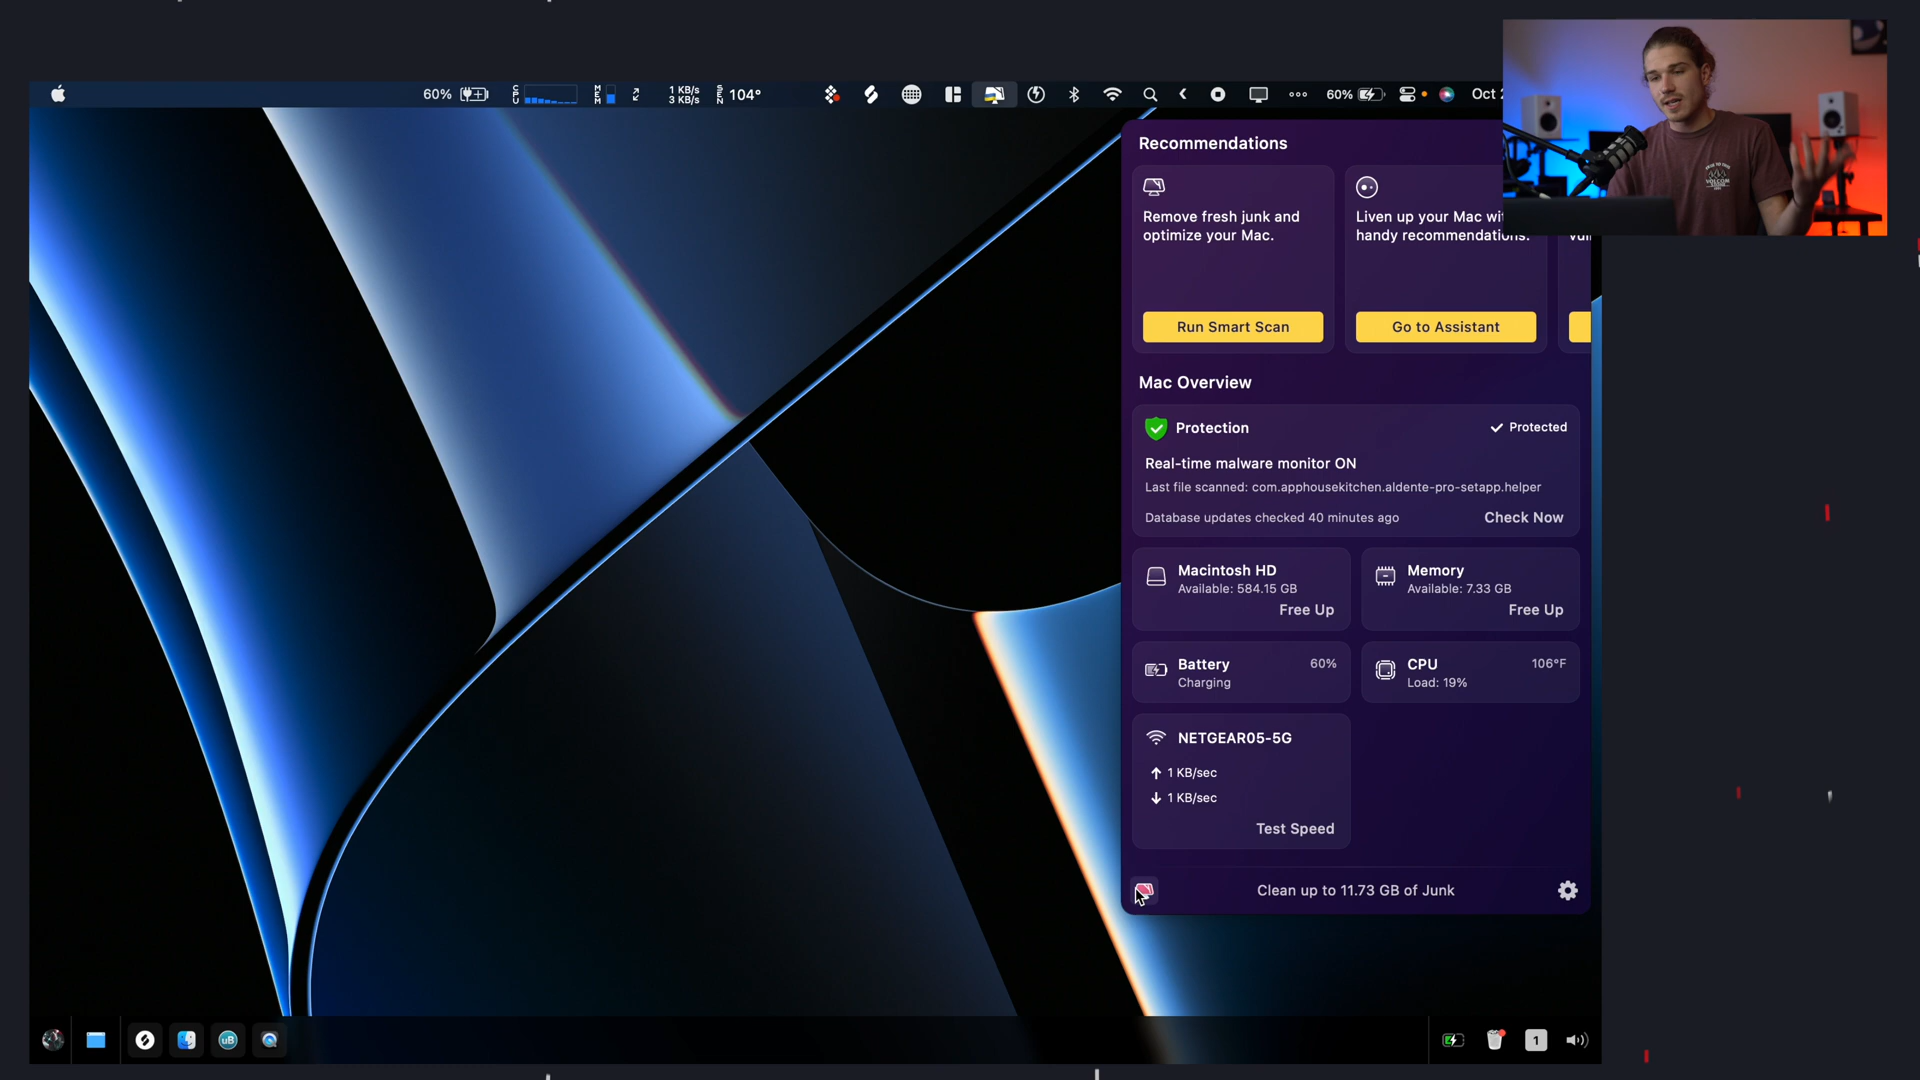 60%
CPU
MEM
1 KB/s
3 KB/s
SEN
104°
60%
Oct
Recommendations
Remove fresh junk and
optimize your Mac.
Run Smart Scan
Liven up your Mac
handy recommendations.
Go to Assistant
Mac Overview
Protection
Protected
Real-time malware monitor ON
Last file scanned: com.apphousekitchen.aldente-pro-setapp.helper
Database updates checked 40 minutes ago
Check Now
Macintosh HD
Available: 584.15 GB
Free Up
Memory
Available: 7.33 GB
Free Up
Battery
60%
Charging
CPU
106°F
Load: 19%
NETGEAR05-5G
1 KB/sec
1 KB/sec
Test Speed
Clean up to 11.73 GB of Junk
VOLCOM
uB
1